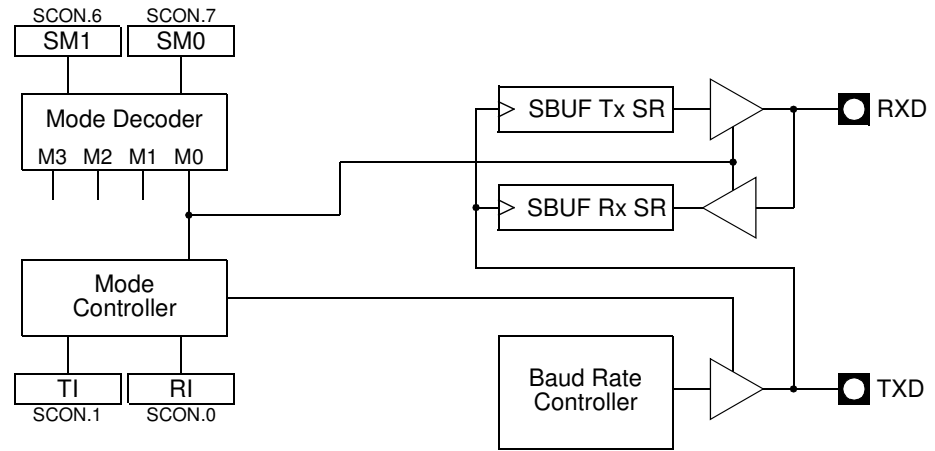 SCON.6 SCON.7
SM1 SM0
Mode Decoder
M3 M2 M1 M0
SBUF Tx SR
RXD
SBUF Rx SR
Mode
Controller
TI RI
SCON.1 SCON.0
Baud Rate
Controller
TXD